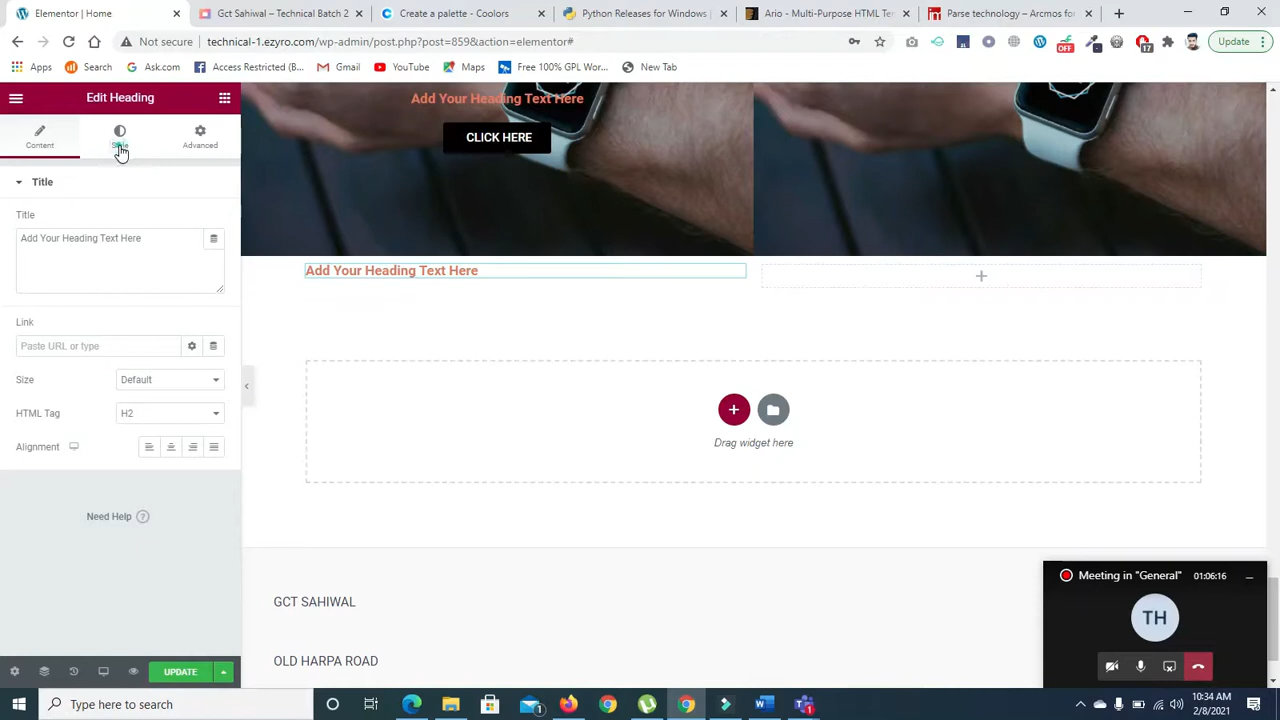 Elementor | Home
GCT Sahiwal – Technical Batch 2
Create a palette - Coolors
Python Releases for Windows
Ario - Multi-Purpose HTML Tem
Parse technology – Arcmos for
Not secure
technical-1.ezyro.com/wp-admin/post.php?post=859&action=elementor#
OFF
17
Update
Apps
Search
Ask.com
Access Restricted (B...
Gmail
YouTube
Maps
Free 100% GPL Wor...
New Tab
Edit Heading
Content
Style
Advanced
Title
Title
Add Your Heading Text Here
Link
Paste URL or type
Size
Default
HTML Tag
H2
Alignment
Need Help
?
UPDATE
Add Your Heading Text Here
CLICK HERE
Add Your Heading Text Here
Drag widget here
GCT SAHIWAL
OLD HARPA ROAD
Meeting in "General"
01:06:16
TH
Type here to search
10:34 AM
2/8/2021